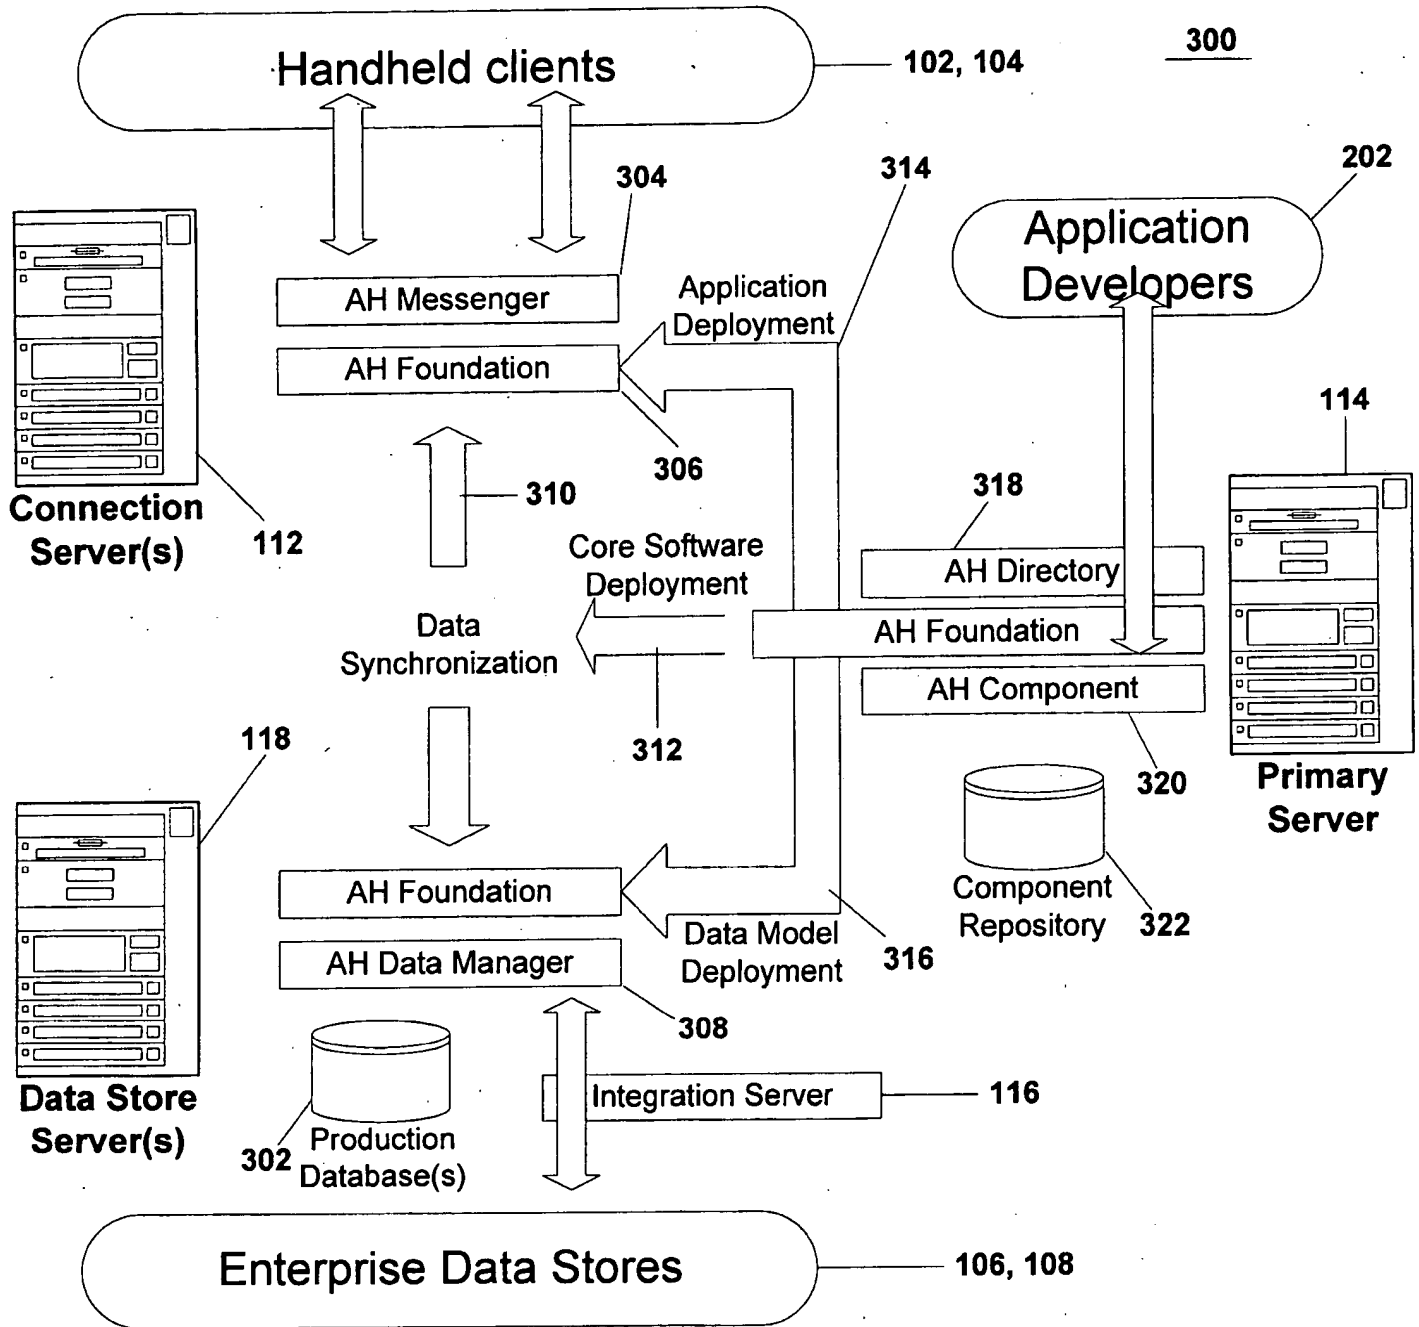 300
Handheld clients
102, 104
304
314
202
Application
Developers
AH Messenger
Application
Deployment
AH Foundation
114
306
310
318
Connection
Server(s)
112
Core Software
Deployment
AH Directory
Data
Synchronization
AH Foundation
AH Component
312
118
320
Primary
Server
AH Foundation
Component
Repository
322
Data Model
Deployment
316
AH Data Manager
308
Data Store
Server(s)
Integration Server
116
302
Production
Database(s)
Enterprise Data Stores
106, 108